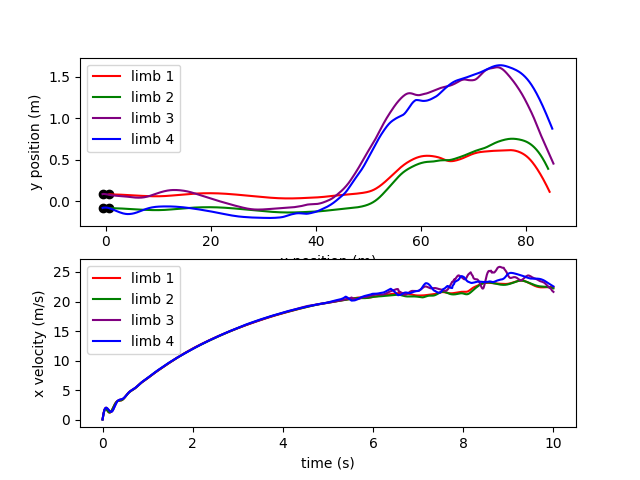 1.5
1.0
0.5
0.0
y position (m)
limb 1
limb 2
limb 3
limb 4
0
20
40
60
80
x position (m)
25
20
15
10
5
0
x velocity (m/s)
limb 1
limb 2
limb 3
limb 4
0
2
4
6
8
10
time (s)